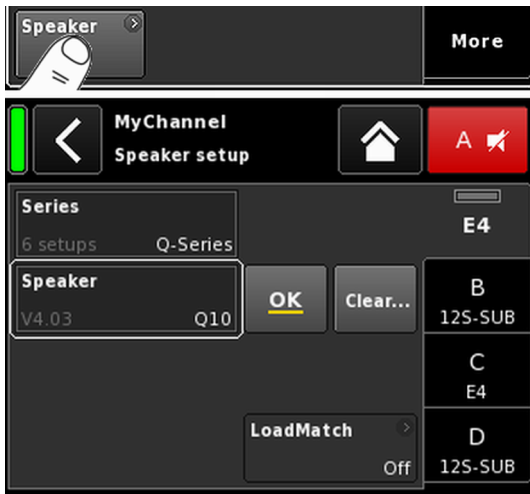 Speaker
More
MyChannel
Speaker setup
A
Series
6 setups Q-Series
E4
Speaker
V4.03 Q10
OK
Clear...
B
12S-SUB
C
E4
LoadMatch
Off
D
12S-SUB